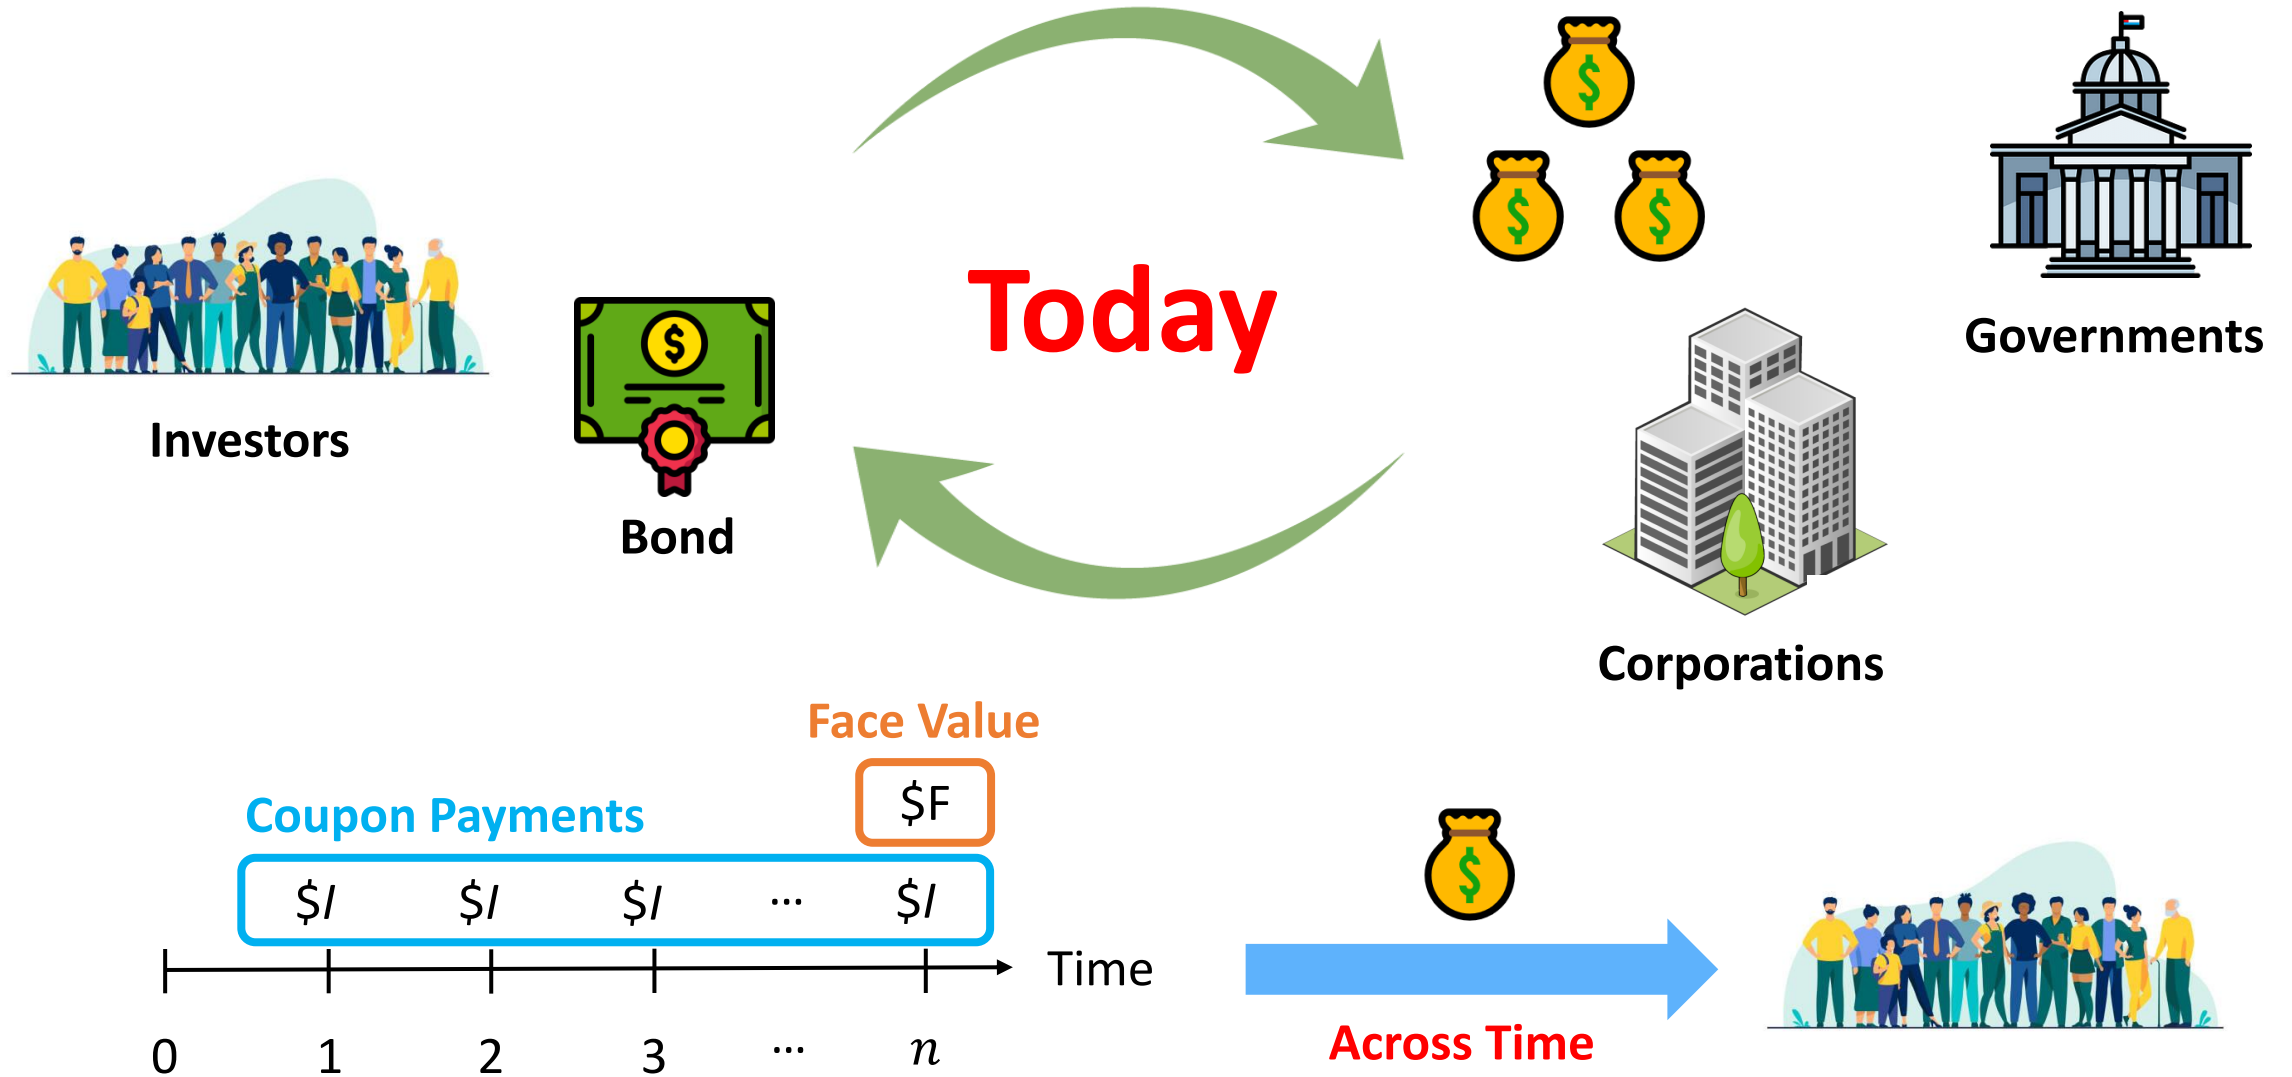 Today
Governments
Investors
Bond
Corporations
Face Value
$F
Coupon Payments
$I $I $I ... $I
Time
0 1 2 3 ... n
Across Time